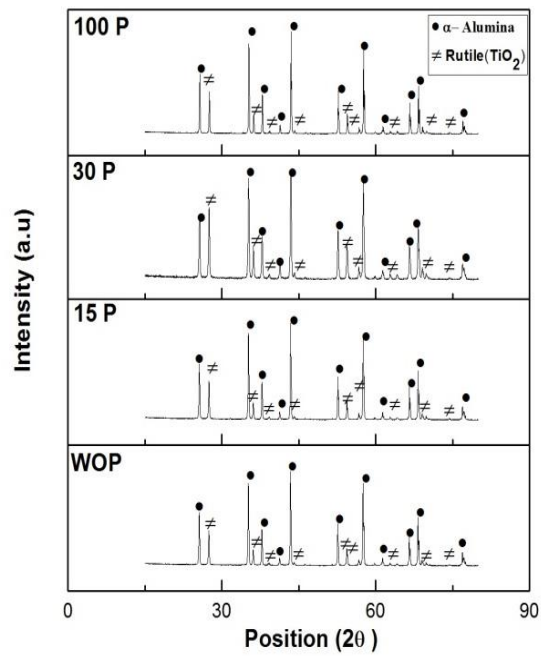 100 P
● α– Alumina
≠ Rutile(TiO2)
30 P
15 P
WOP
Intensity (a.u)
0 30 60 90
Position (2θ )